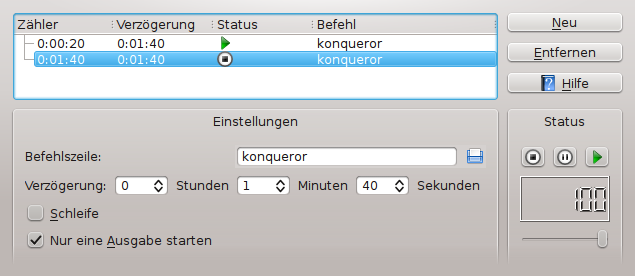 Zähler Verzögerung Status Befehl
0:00:20 0:01:40 konqueror
0:01:40 0:01:40 konqueror
Neu
Entfernen
Hilfe
Einstellungen
Befehlszeile: konqueror
Verzögerung: 0 Stunden 1 Minuten 40 Sekunden
Schleife
Nur eine Ausgabe starten
Status
100